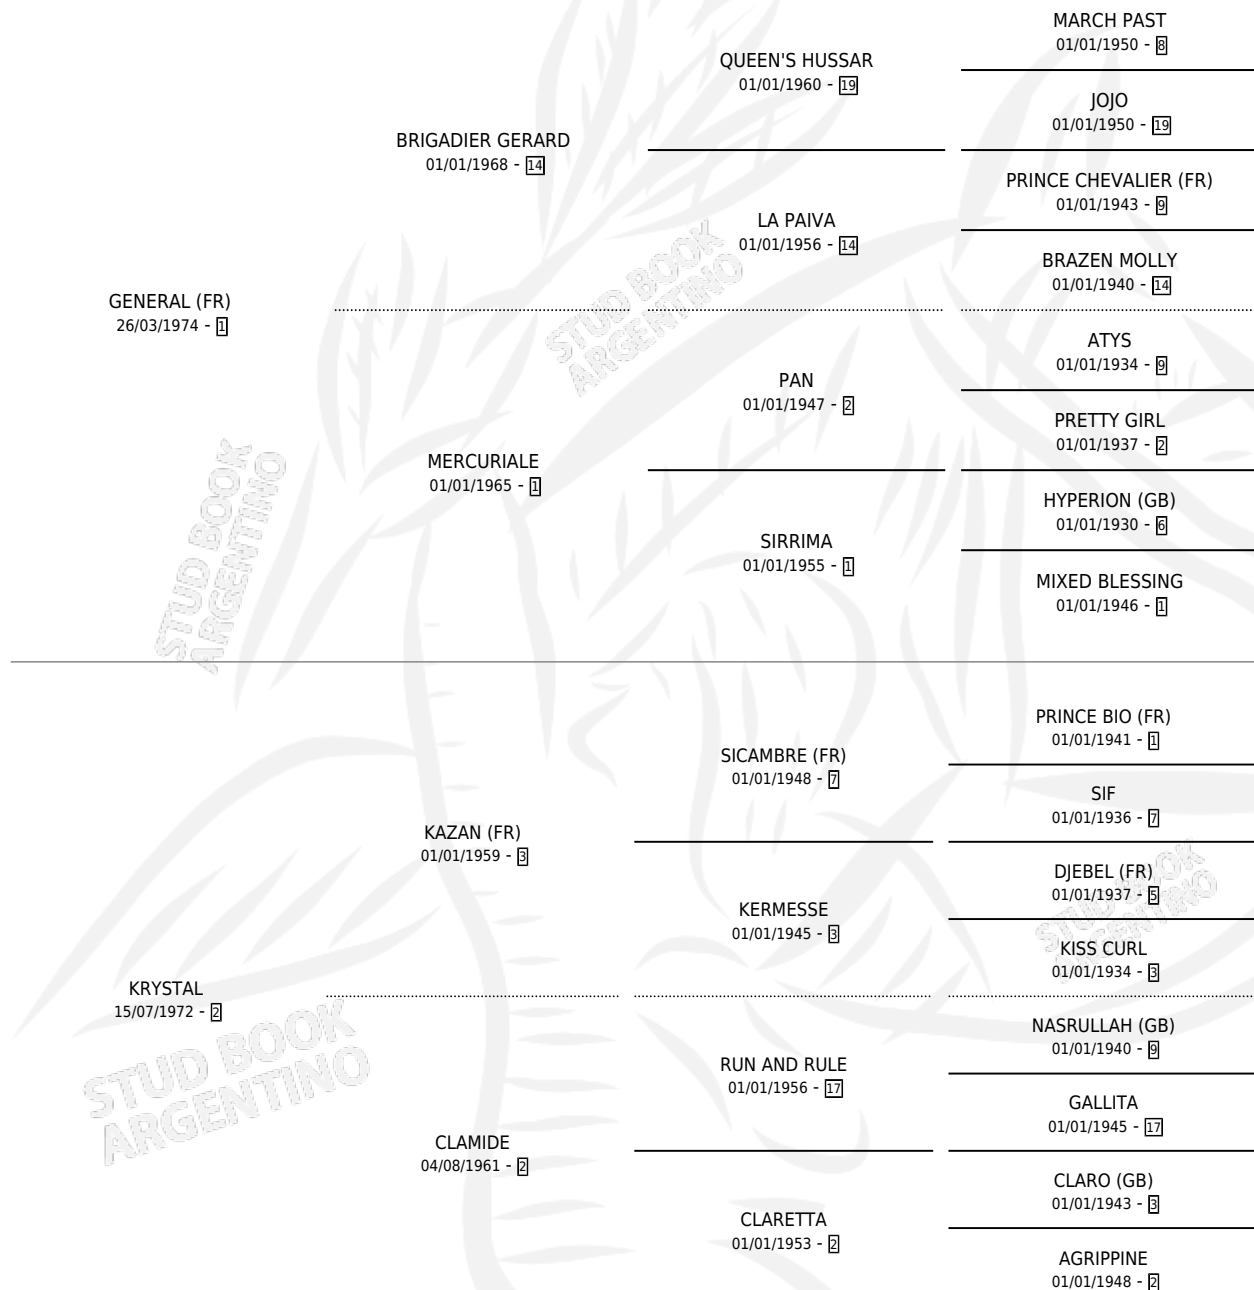 MARCH PAST
01/01/1950 - 8
QUEEN'S HUSSAR
01/01/1960 - 19
JOJO
01/01/1950 - 19
BRIGADIER GERARD
01/01/1968 - 14
PRINCE CHEVALIER (FR)
01/01/1943 - 9
LA PAIVA
01/01/1956 - 14
BRAZEN MOLLY
01/01/1940 - 14
GENERAL (FR)
26/03/1974 - 1
STUD BOOK
ARGENTINO
ATYS
01/01/1934 - 9
PAN
01/01/1947 - 2
PRETTY GIRL
01/01/1937 - 2
MERCURIALE
01/01/1965 - 1
HYPERION (GB)
01/01/1930 - 6
SIRRIMA
01/01/1955 - 1
MIXED BLESSING
01/01/1946 - 1
STUD BOOK
ARGENTINO
PRINCE BIO (FR)
01/01/1941 - 1
SICAMBRE (FR)
01/01/1948 - 7
SIF
01/01/1936 - 7
KAZAN (FR)
01/01/1959 - 3
DJEBEL (FR)
01/01/1937 - 5
KERMESSE
01/01/1945 - 3
STUD BOOK
ARGENTINO
KISS CURL
01/01/1934 - 3
KRYSTAL
15/07/1972 - 2
NASRULLAH (GB)
01/01/1940 - 9
RUN AND RULE
01/01/1956 - 17
STUD BOOK
ARGENTINO
GALLITA
01/01/1945 - 17
CLAMIDE
04/08/1961 - 2
CLARO (GB)
01/01/1943 - 3
CLARETTA
01/01/1953 - 2
AGRIPPINE
01/01/1948 - 2